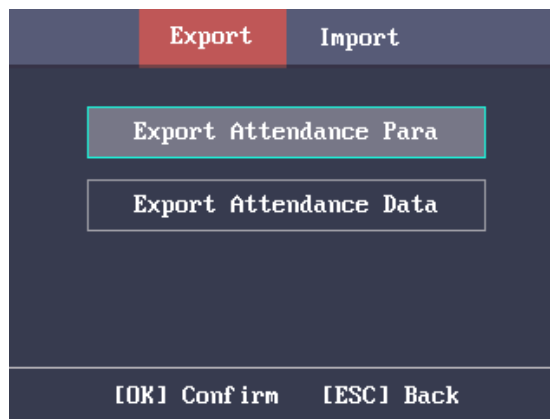 Export Import
Export Attendance Para
Export Attendance Data
[OK] Confirm [ESC] Back